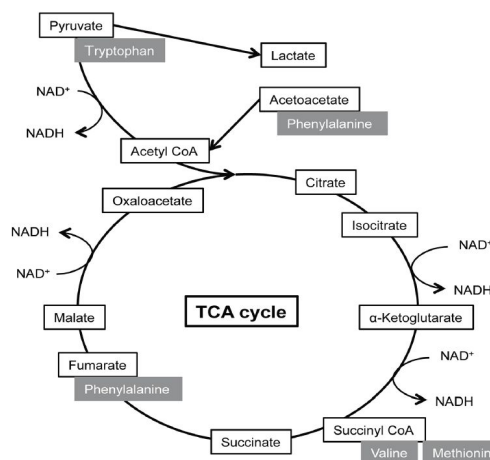 Pyruvate
Tryptophan
Lactate
NAD⁺
NADH
Acetoacetate
Phenylalanine
Acetyl CoA
Oxaloacetate
Citrate
Isocitrate
NADH
NAD⁺
NAD⁺
NADH
TCA cycle
Malate
α-Ketoglutarate
Fumarate
Phenylalanine
NAD⁺
NADH
Succinate
Succinyl CoA
Valine
Methionin